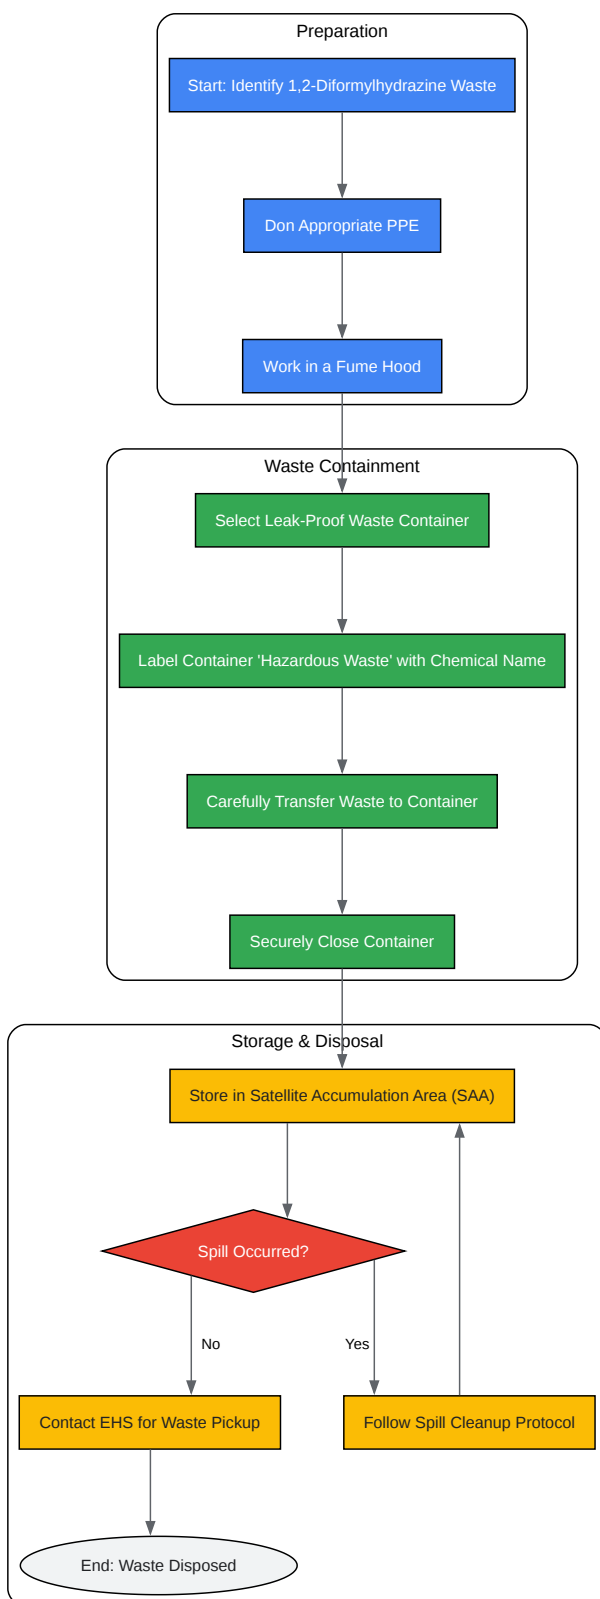 Preparation
Start: Identify 1,2-Diformylhydrazine Waste
Don Appropriate PPE
Work in a Fume Hood
Waste Containment
Select Leak-Proof Waste Container
Label Container 'Hazardous Waste' with Chemical Name
Carefully Transfer Waste to Container
Securely Close Container
Storage & Disposal
Store in Satellite Accumulation Area (SAA)
Spill Occurred?
No
Yes
Contact EHS for Waste Pickup
Follow Spill Cleanup Protocol
End: Waste Disposed